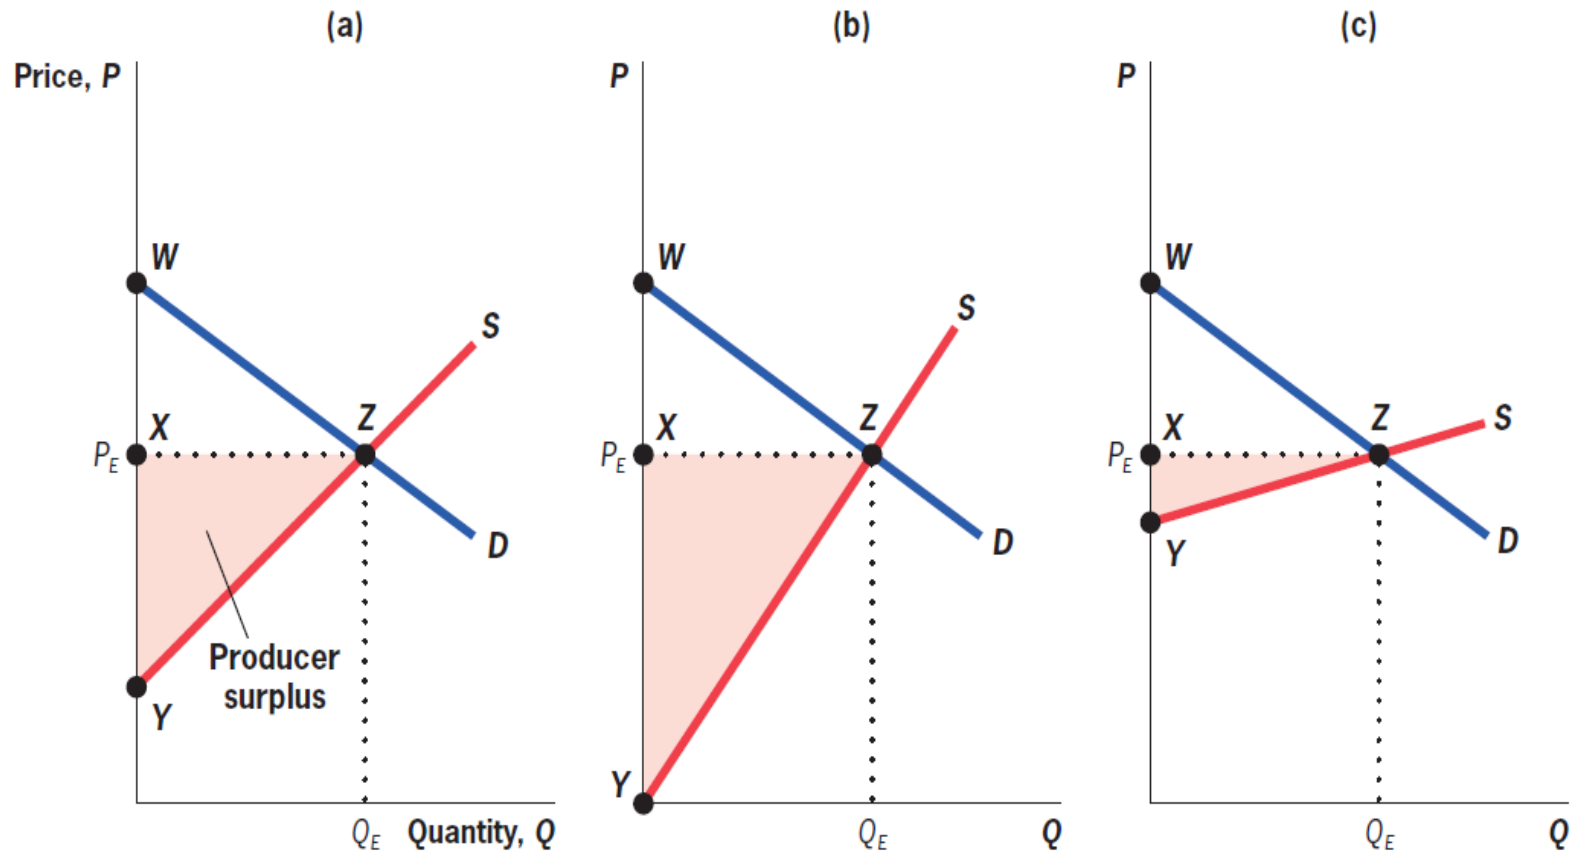 (a)
Price, P
W
S
X
Z
P_E
D
Producer
surplus
Y
Q_E
Quantity, Q
(b)
P
W
S
X
Z
P_E
D
Y
Q_E
Q
(c)
P
W
S
X
Z
P_E
D
Y
Q_E
Q